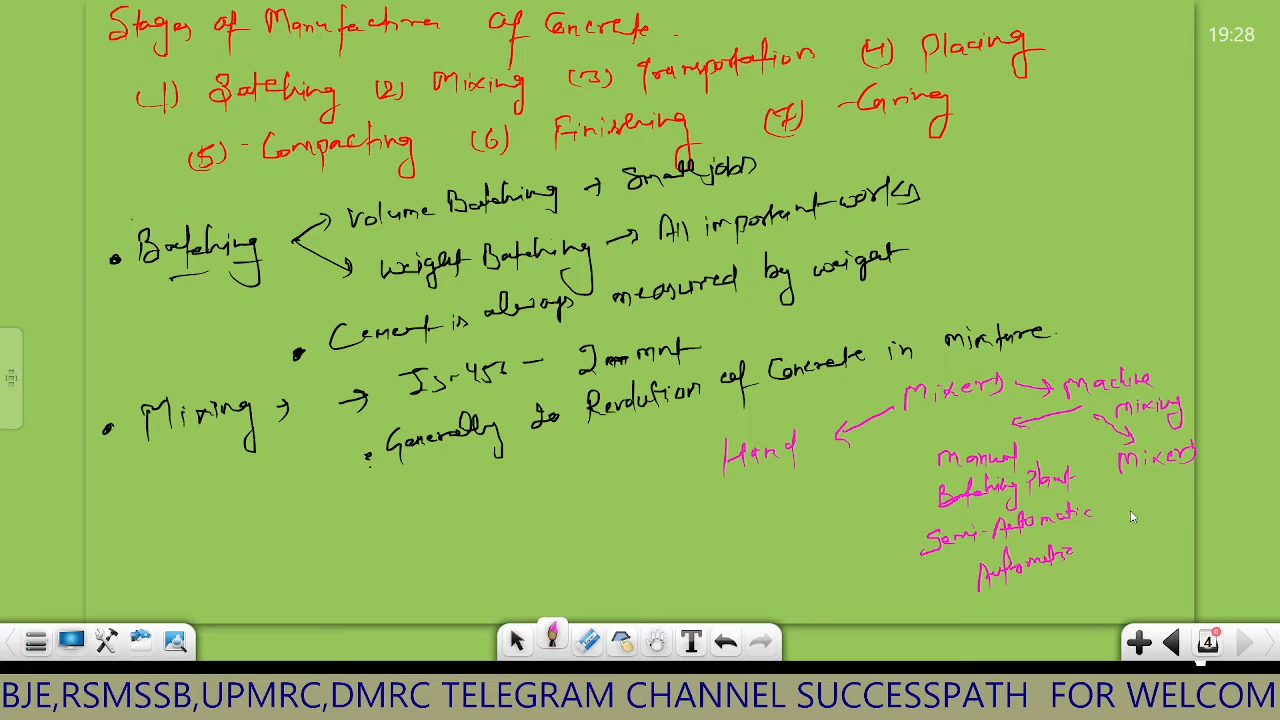 Stages of Manufacture of Concrete
19:28
(1) Batching (2) Mixing (3) Transportation (4) Placing
(5) Compacting (6) Finishing (7) Curing
Volume Batching → Small jobs
• Batching
Weight Batching → All important works
• Cement is always measured by weight
• Mixing → → IS-456 - 2 mnt
• Generally 20 Revolution of Concrete in mixture.
Mixers → Machine Mixing
Hand
Manual
Mixers
Batching Plant
Semi-Automatic
Automatic
T
4
BJE,RSMSSB,UPMRC,DMRC TELEGRAM CHANNEL SUCCESSPATH FOR WELCOM